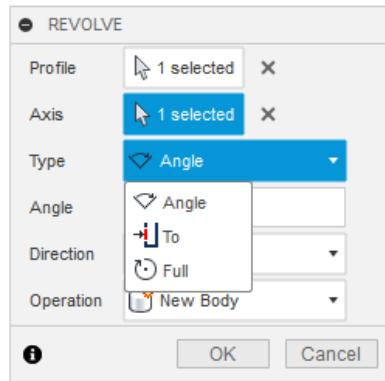 REVOLVE
Profile 1 selected
Axis 1 selected
Type Angle
Angle Angle
To
Direction
Full
Operation New Body
OK Cancel